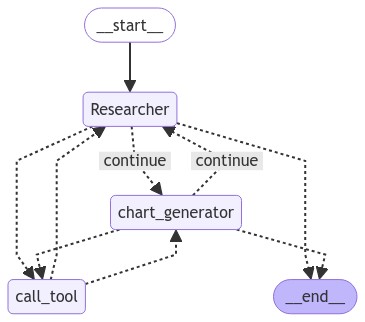 __start__
Researcher
continue
continue
chart_generator
call_tool
__end__